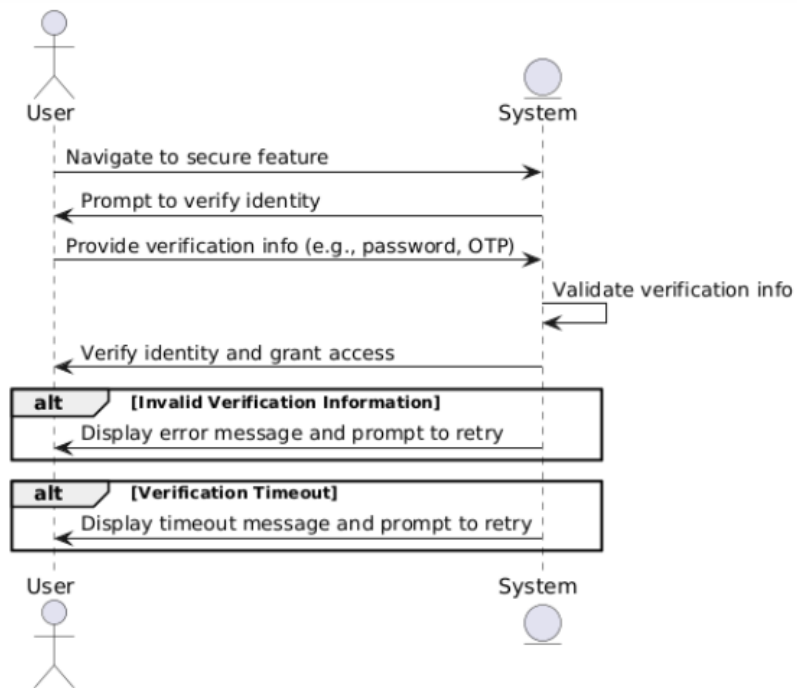 User
System
Navigate to secure feature
Prompt to verify identity
Provide verification info (e.g., password, OTP)
Validate verification info
Verify identity and grant access
alt [Invalid Verification Information]
Display error message and prompt to retry
alt [Verification Timeout]
Display timeout message and prompt to retry
User
System